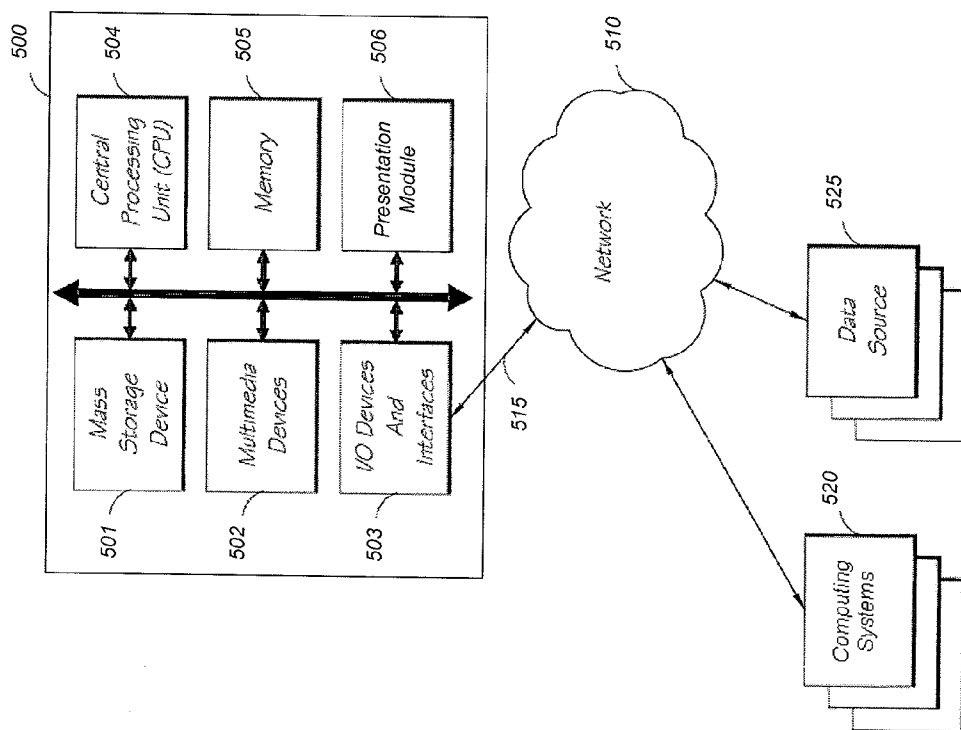 500
504
Central
Processing
Unit (CPU)
505
Memory
506
Presentation
Module
Mass
Storage
Device
501
Multimedia
Devices
502
I/O Devices
And
Interfaces
503
510
Network
515
525
Data
Source
520
Computing
Systems